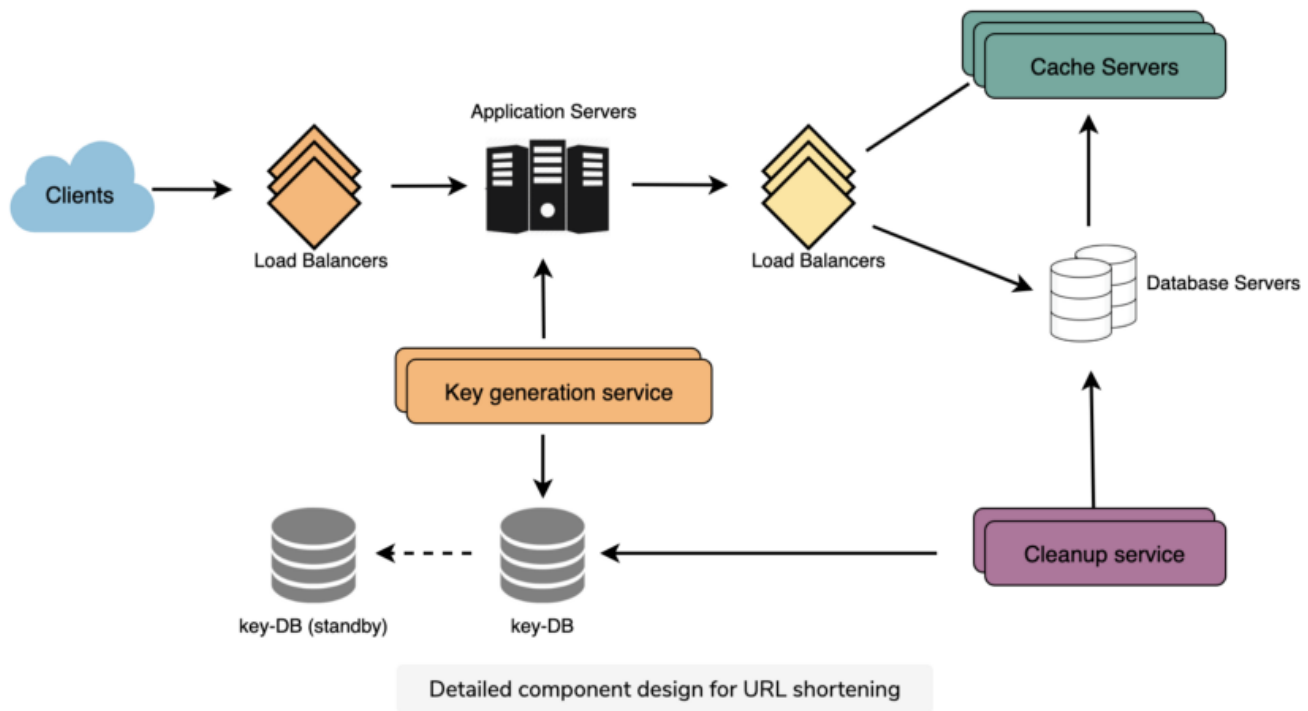 Cache Servers
Application Servers
Clients
Load Balancers
Load Balancers
Database Servers
Key generation service
Cleanup service
key-DB (standby)
key-DB
Detailed component design for URL shortening